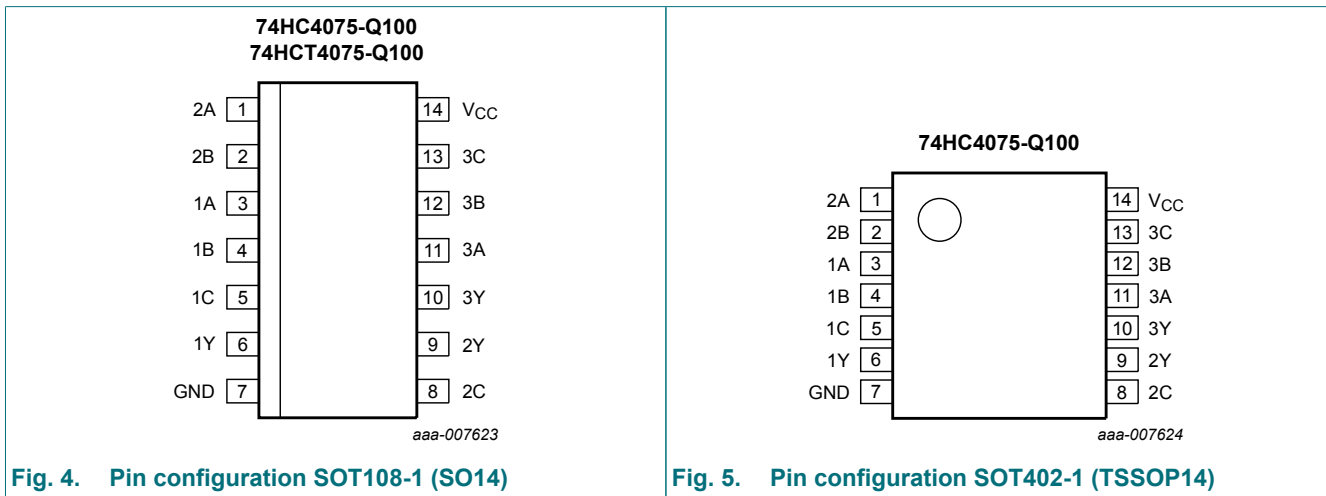 74HC4075-Q100
74HCT4075-Q100
2A 1 14 VCC
2B 2 13 3C
1A 3 12 3B
1B 4 11 3A
1C 5 10 3Y
1Y 6 9 2Y
GND 7 8 2C
aaa-007623
Fig. 4. Pin configuration SOT108-1 (SO14)
74HC4075-Q100
2A 1 14 VCC
2B 2 13 3C
1A 3 12 3B
1B 4 11 3A
1C 5 10 3Y
1Y 6 9 2Y
GND 7 8 2C
aaa-007624
Fig. 5. Pin configuration SOT402-1 (TSSOP14)